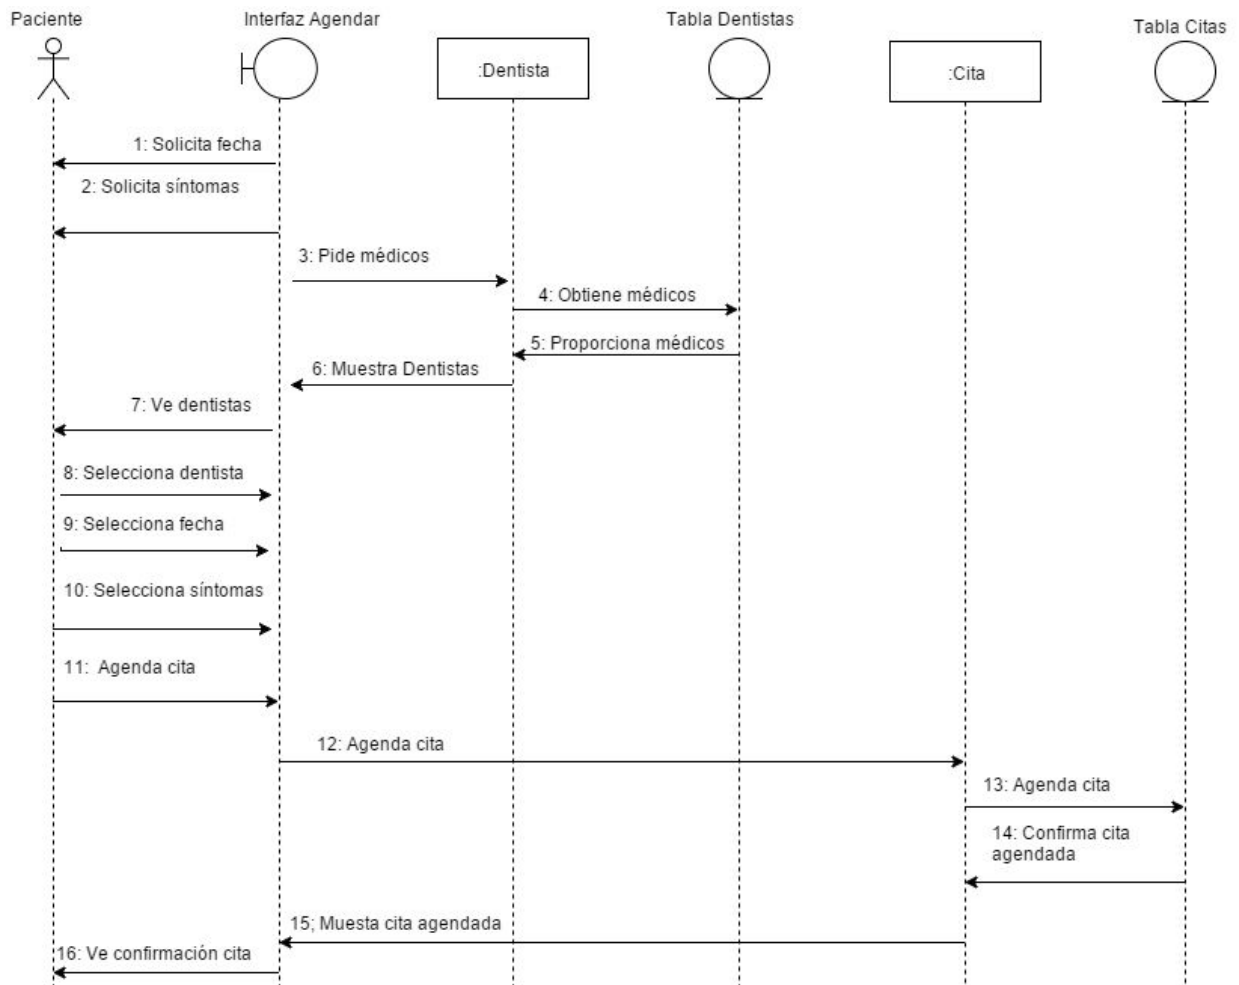 Paciente
Interfaz Agendar
Tabla Dentistas
Tabla Citas
:Dentista
:Cita
1: Solicita fecha
2: Solicita síntomas
3: Pide médicos
4: Obtiene médicos
5: Proporciona médicos
6: Muestra Dentistas
7: Ve dentistas
8: Selecciona dentista
9: Selecciona fecha
10: Selecciona síntomas
11: Agenda cita
12: Agenda cita
13: Agenda cita
14: Confirma cita
agendada
15; Muesta cita agendada
16: Ve confirmación cita